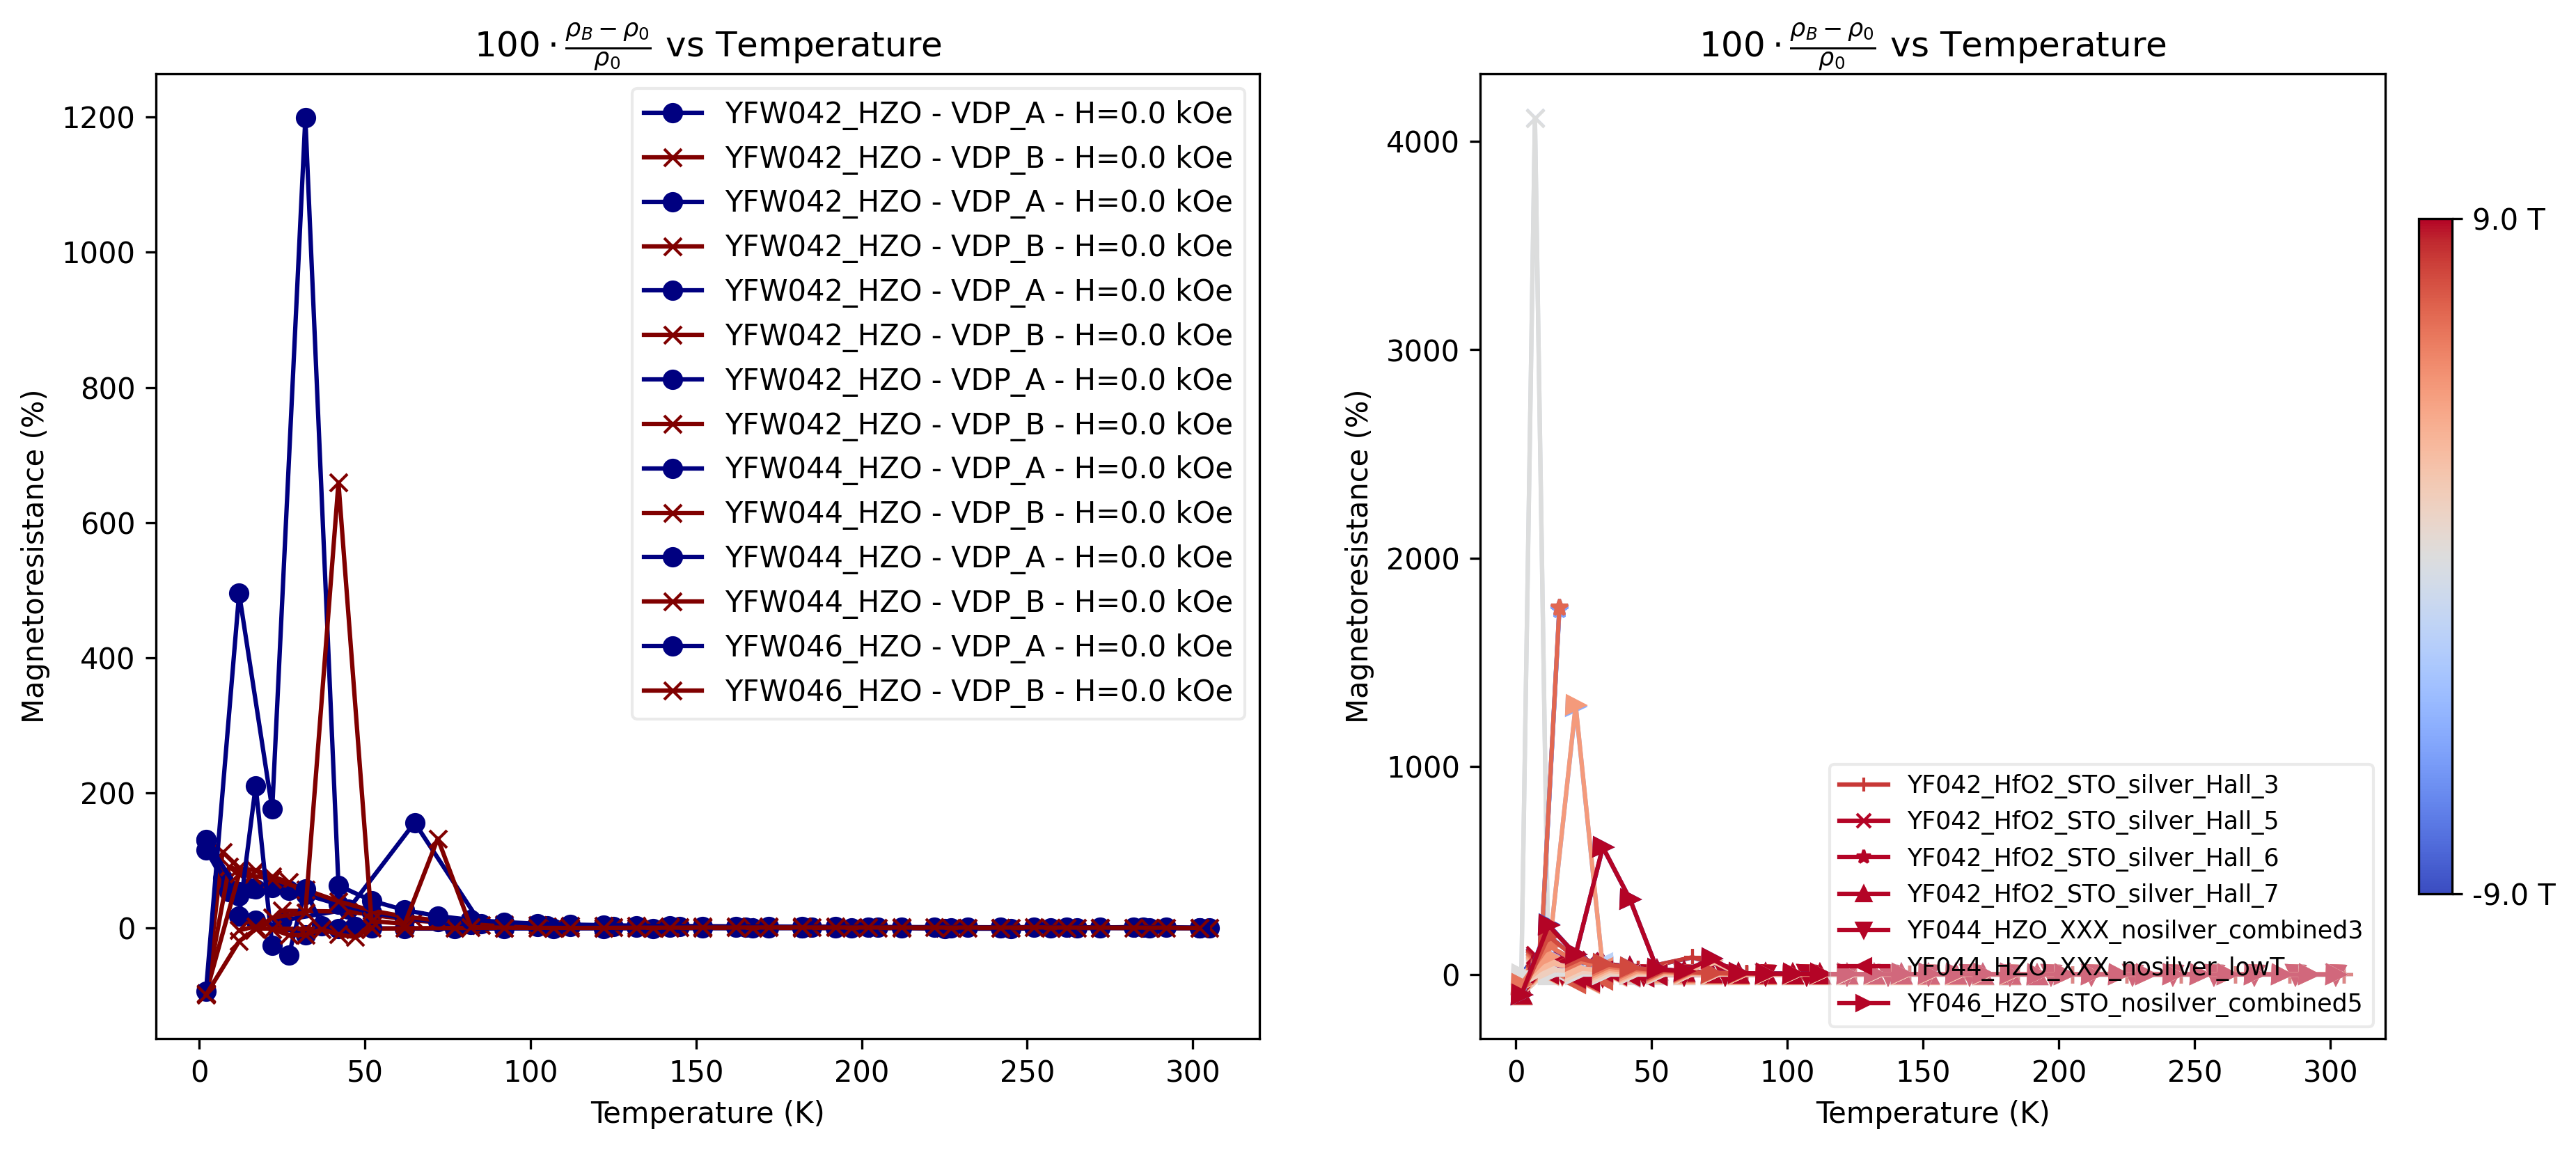 100 · (ρB − ρ0)/ρ0 vs Temperature
1200
1000
800
600
400
200
0
Magnetoresistance (%)
YFW042_HZO - VDP_A - H=0.0 kOe
YFW042_HZO - VDP_B - H=0.0 kOe
YFW042_HZO - VDP_A - H=0.0 kOe
YFW042_HZO - VDP_B - H=0.0 kOe
YFW042_HZO - VDP_A - H=0.0 kOe
YFW042_HZO - VDP_B - H=0.0 kOe
YFW042_HZO - VDP_A - H=0.0 kOe
YFW042_HZO - VDP_B - H=0.0 kOe
YFW044_HZO - VDP_A - H=0.0 kOe
YFW044_HZO - VDP_B - H=0.0 kOe
YFW044_HZO - VDP_A - H=0.0 kOe
YFW044_HZO - VDP_B - H=0.0 kOe
YFW046_HZO - VDP_A - H=0.0 kOe
YFW046_HZO - VDP_B - H=0.0 kOe
0 50 100 150 200 250 300
Temperature (K)
100 · (ρB − ρ0)/ρ0 vs Temperature
4000
3000
2000
1000
0
Magnetoresistance (%)
YF042_HfO2_STO_silver_Hall_3
YF042_HfO2_STO_silver_Hall_5
YF042_HfO2_STO_silver_Hall_6
YF042_HfO2_STO_silver_Hall_7
YF044_HZO_XXX_nosilver_combined3
YF044_HZO_XXX_nosilver_lowT
YF046_HZO_STO_nosilver_combined5
0 50 100 150 200 250 300
Temperature (K)
9.0 T
-9.0 T